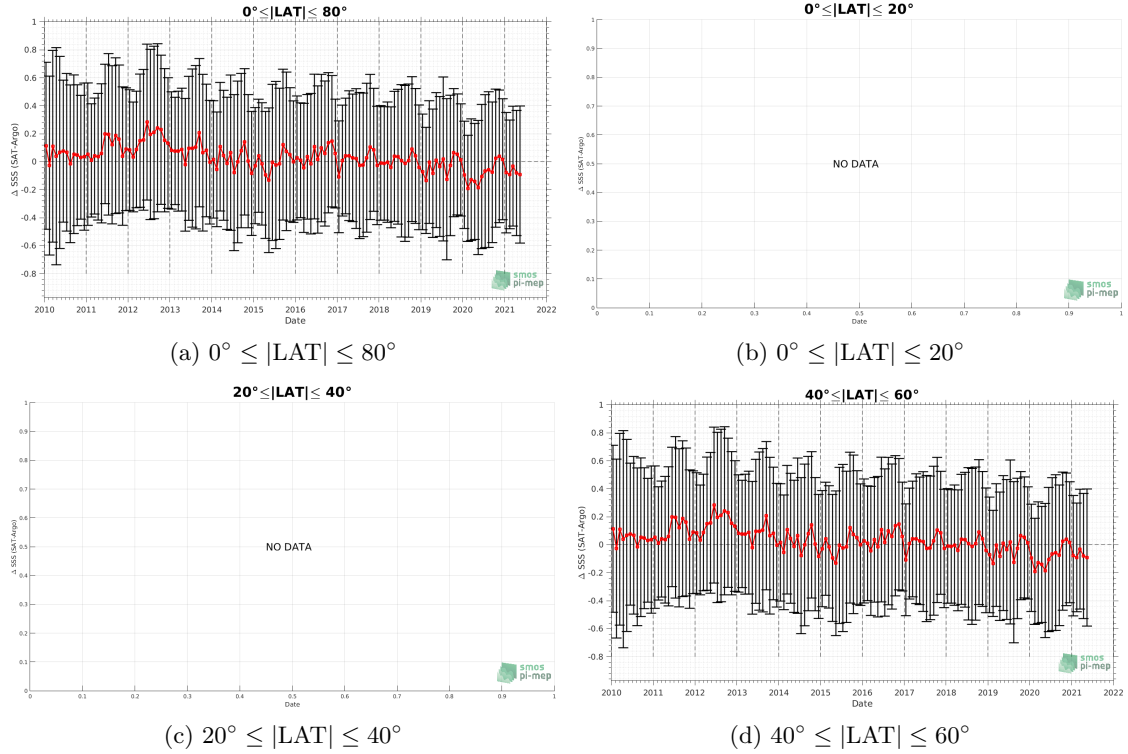 0°≤|LAT|≤ 80°
Δ SSS (SAT-Argo)
1
0.8
0.6
0.4
0.2
0
-0.2
-0.4
-0.6
-0.8
2010 2011 2012 2013 2014 2015 2016 2017 2018 2019 2020 2021 2022
Date
smos
pi-mep
(a) 0° ≤ |LAT| ≤ 80°
0°≤|LAT|≤ 20°
Δ SSS (SAT-Argo)
1
0.9
0.8
0.7
0.6
0.5
0.4
0.3
0.2
0.1
0
NO DATA
0 0.1 0.2 0.3 0.4 0.5 0.6 0.7 0.8 0.9 1
Date
smos
pi-mep
(b) 0° ≤ |LAT| ≤ 20°
20°≤|LAT|≤ 40°
Δ SSS (SAT-Argo)
1
0.9
0.8
0.7
0.6
0.5
0.4
0.3
0.2
0.1
0
NO DATA
0 0.1 0.2 0.3 0.4 0.5 0.6 0.7 0.8 0.9 1
Date
smos
pi-mep
(c) 20° ≤ |LAT| ≤ 40°
40°≤|LAT|≤ 60°
Δ SSS (SAT-Argo)
1
0.8
0.6
0.4
0.2
0
-0.2
-0.4
-0.6
-0.8
2010 2011 2012 2013 2014 2015 2016 2017 2018 2019 2020 2021 2022
Date
smos
pi-mep
(d) 40° ≤ |LAT| ≤ 60°